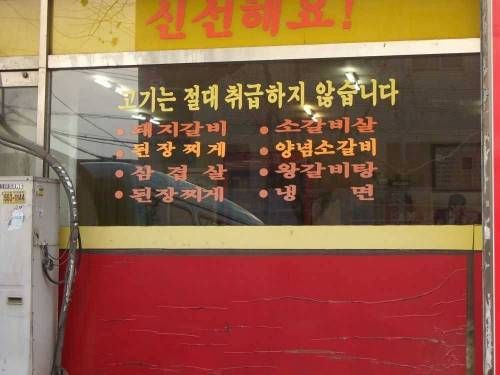 신선해요!
고기는 절대 취급하지 않습니다
돼지갈비
된장찌개
삼겹살
된장찌개
소갈비살
양념소갈비
왕갈비탕
냉면